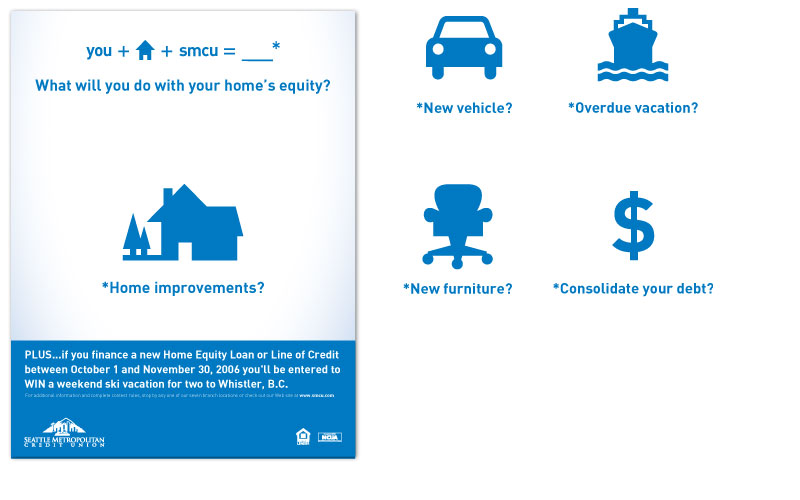 you + + smcu = ___*
What will you do with your home's equity?
*Home improvements?
PLUS...if you finance a new Home Equity Loan or Line of Credit
between October 1 and November 30, 2006 you'll be entered to
WIN a weekend ski vacation for two to Whistler, B.C.
For additional information and complete contest rules, stop by any one of our seven branch locations or check out our Web site at www.smcu.com
SEATTLE METROPOLITAN
CREDIT UNION
NCUA
*New vehicle?
*Overdue vacation?
*New furniture?
$
*Consolidate your debt?